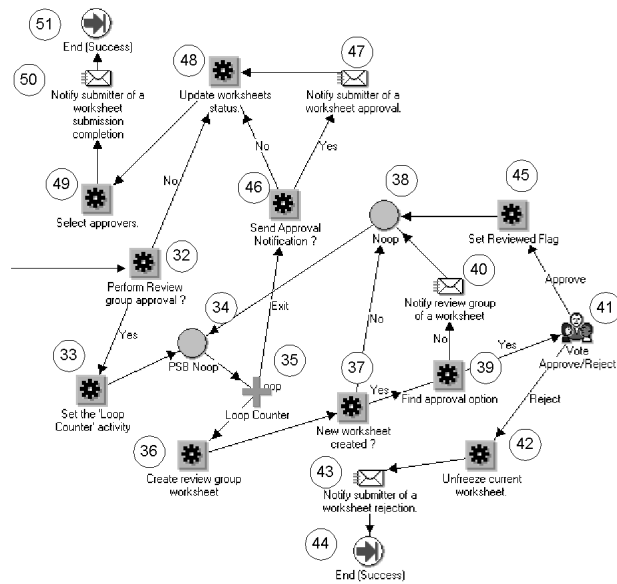 51
End (Success)
50
Notify submitter of a
worksheet
submission
completion
48
Update worksheets
status.
47
Notify submitter of a
worksheet approval.
No
Yes
No
49
Select approvers.
46
Send Approval
Notification ?
38
Noop
45
Set Reviewed Flag
32
Perform Review
group approval ?
40
Notify review group
of a worksheet
Approve
41
Vote
Approve/Reject
Yes
34
PSB Noop
Exit
No
No
Yes
33
Set the 'Loop
Counter' activity
35
Loop
Loop Counter
37
New worksheet
created ?
Yes
39
Find approval option
Reject
36
Create review group
worksheet
43
Notify submitter of a
worksheet rejection.
42
Unfreeze current
worksheet.
44
End (Success)